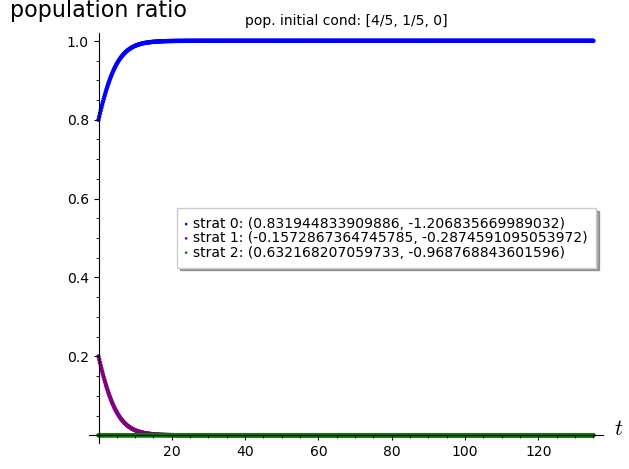 population ratio
pop. initial cond: [4/5, 1/5, 0]
1.0
0.8
0.6
strat 0: (0.831944833909886, -1.206835669989032)
strat 1: (-0.1572867364745785, -0.2874591095053972)
strat 2: (0.632168207059733, -0.968768843601596)
0.4
0.2
t
20 40 60 80 100 120